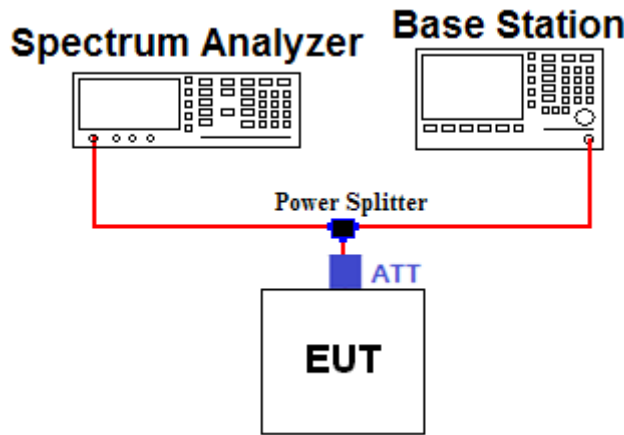 Spectrum Analyzer
Base Station
Power Splitter
ATT
EUT